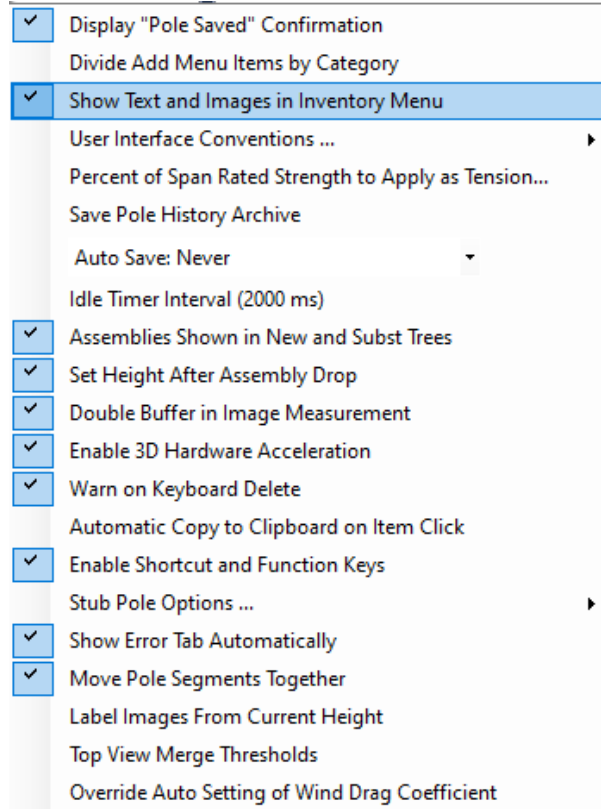 Display "Pole Saved" Confirmation
Divide Add Menu Items by Category
Show Text and Images in Inventory Menu
User Interface Conventions ...
Percent of Span Rated Strength to Apply as Tension...
Save Pole History Archive
Auto Save: Never
Idle Timer Interval (2000 ms)
Assemblies Shown in New and Subst Trees
Set Height After Assembly Drop
Double Buffer in Image Measurement
Enable 3D Hardware Acceleration
Warn on Keyboard Delete
Automatic Copy to Clipboard on Item Click
Enable Shortcut and Function Keys
Stub Pole Options ...
Show Error Tab Automatically
Move Pole Segments Together
Label Images From Current Height
Top View Merge Thresholds
Override Auto Setting of Wind Drag Coefficient